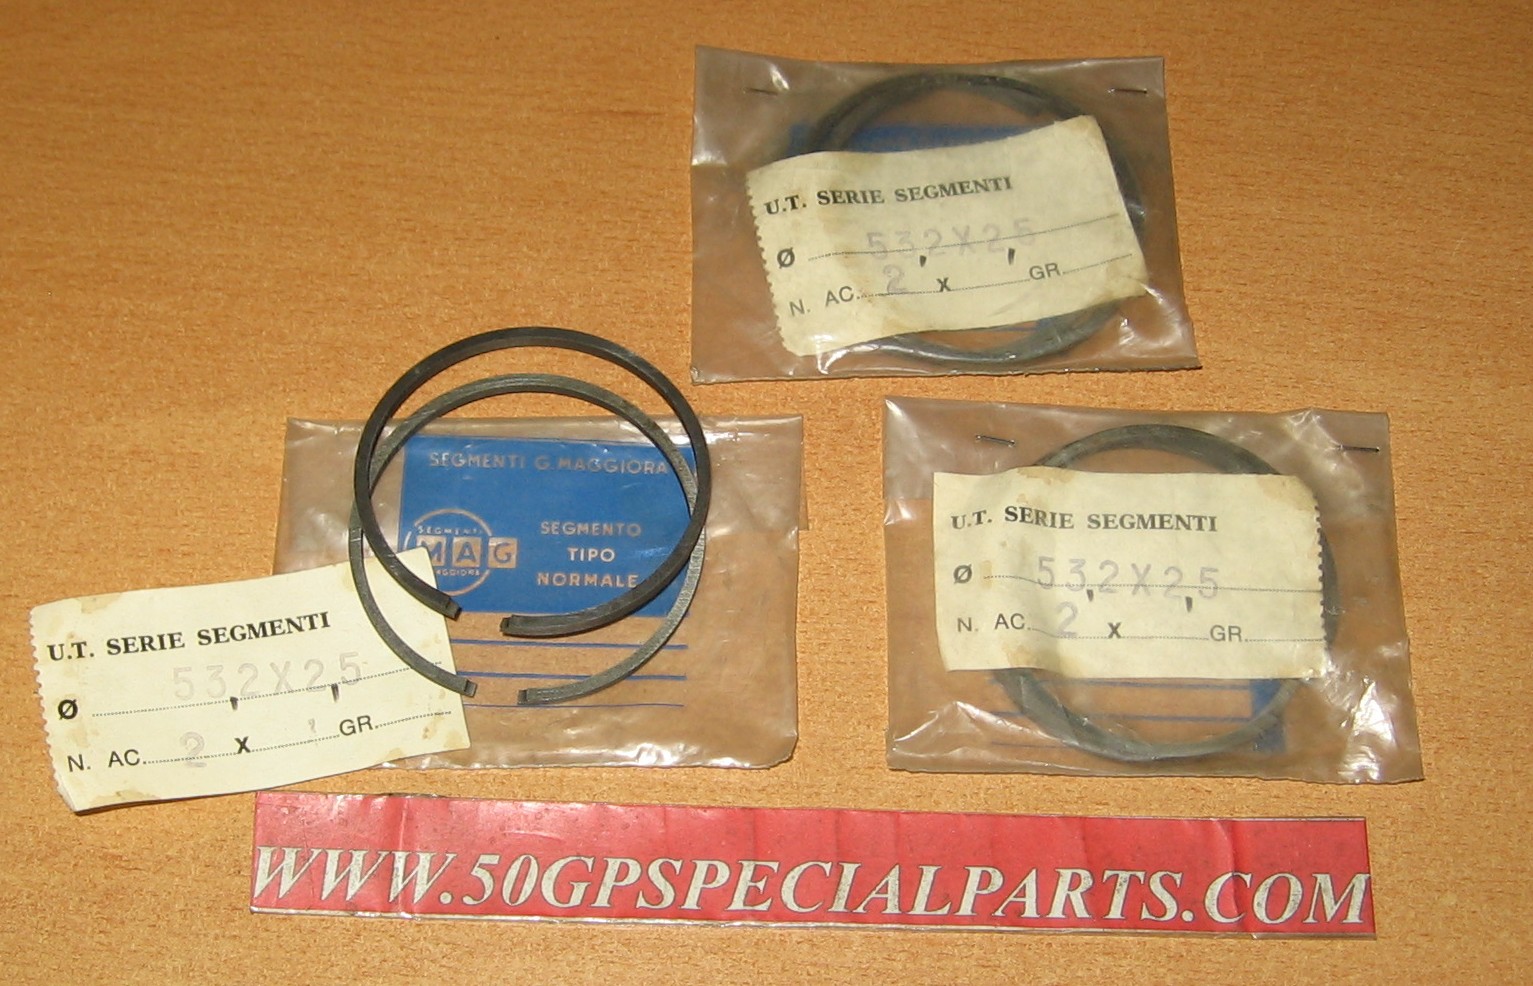 U.T. SERIE SEGMENTI
Ø 53,2X2,5
N. AC. 2 x GR.
SEGMENTI G. MAGGIORA
SEGMENTI
MAG
MAGGIORA
SEGMENTO
TIPO
NORMALE
U.T. SERIE SEGMENTI
Ø 53,2X2,5
N. AC. 2 x GR.
U.T. SERIE SEGMENTI
Ø 53,2X2,5
N. AC. 2 x GR.
WWW.50GPSPECIALPARTS.COM